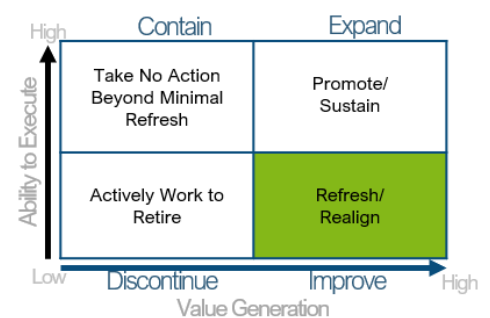 Contain
Expand
High
Take No Action
Beyond Minimal
Refresh
Promote/
Sustain
Ability to Execute
Actively Work to
Retire
Refresh/
Realign
Low
Discontinue
Improve
High
Value Generation